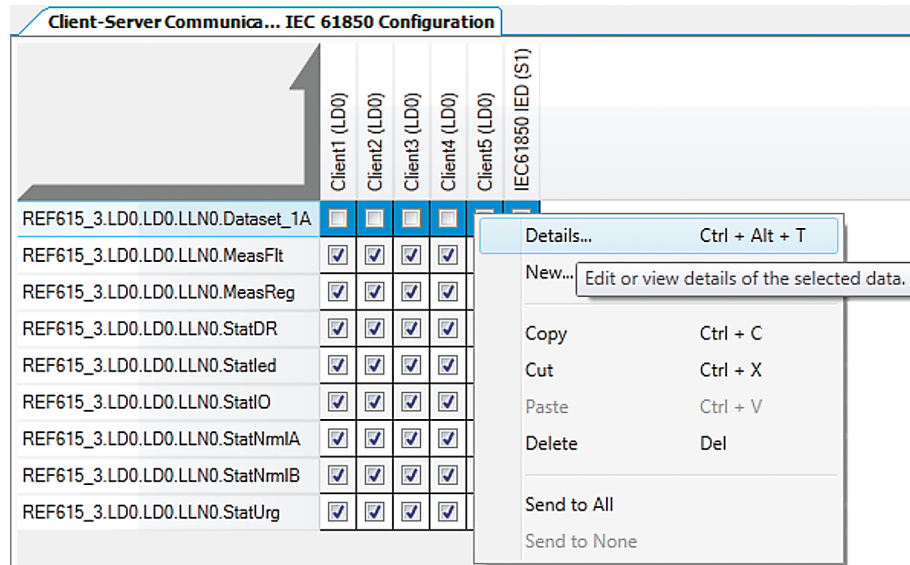 Client-Server Communica... IEC 61850 Configuration
Client1 (LD0)
Client2 (LD0)
Client3 (LD0)
Client4 (LD0)
Client5 (LD0)
IEC61850 IED (S1)
REF615_3.LD0.LD0.LLN0.Dataset_1A
REF615_3.LD0.LD0.LLN0.MeasFlt
REF615_3.LD0.LD0.LLN0.MeasReg
REF615_3.LD0.LD0.LLN0.StatDR
REF615_3.LD0.LD0.LLN0.Statled
REF615_3.LD0.LD0.LLN0.StatIO
REF615_3.LD0.LD0.LLN0.StatNrmlA
REF615_3.LD0.LD0.LLN0.StatNrmlB
REF615_3.LD0.LD0.LLN0.StatUrg
Details... Ctrl + Alt + T
New...
Edit or view details of the selected data.
Copy Ctrl + C
Cut Ctrl + X
Paste Ctrl + V
Delete Del
Send to All
Send to None